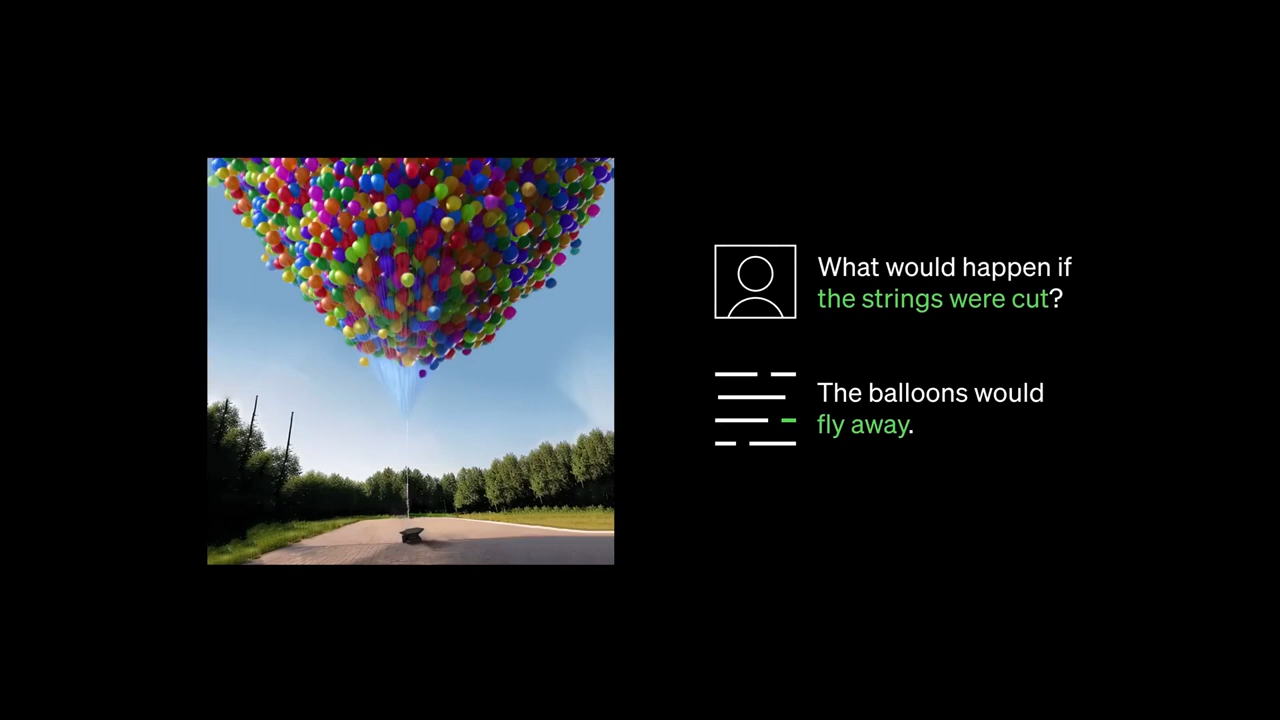 What would happen if
the strings were cut?
The balloons would
fly away.